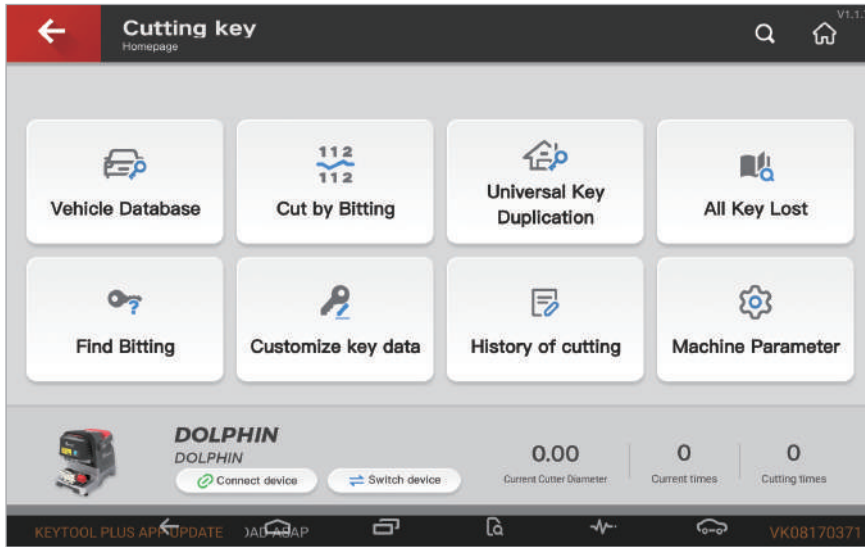 V1.1.
Cutting key
Homepage
112
112
Vehicle Database
Cut by Bitting
Universal Key
Duplication
All Key Lost
Find Bitting
Customize key data
History of cutting
Machine Parameter
DOLPHIN
DOLPHIN
Connect device
Switch device
0.00
Current Cutter Diameter
0
Current times
0
Cutting times
KEYTOOL PLUS APP UPDATE
ASAP
VK08170371